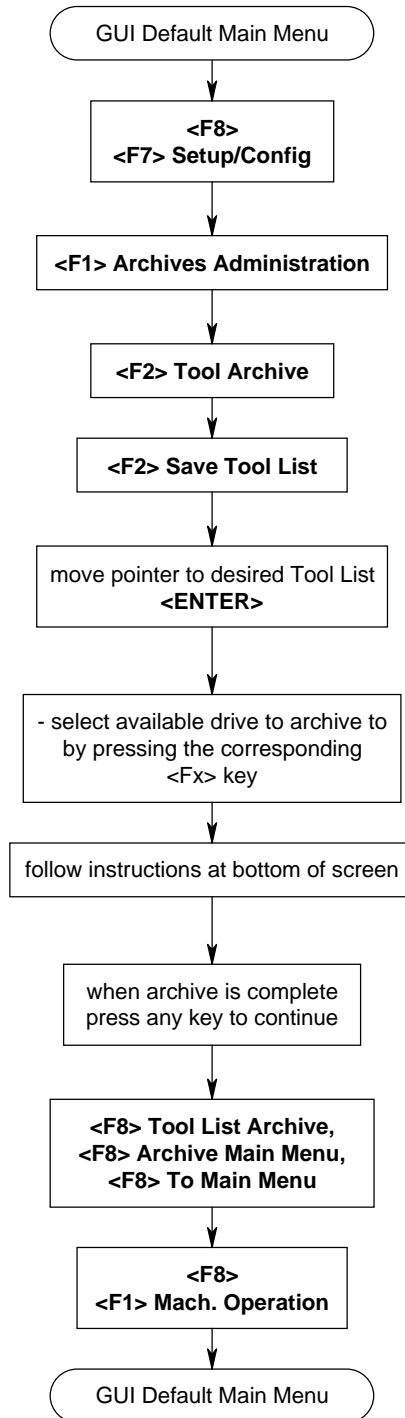 GUI Default Main Menu
<F8>
<F7> Setup/Config
<F1> Archives Administration
<F2> Tool Archive
<F2> Save Tool List
move pointer to desired Tool List
<ENTER>
- select available drive to archive to
by pressing the corresponding
<Fx> key
follow instructions at bottom of screen
when archive is complete
press any key to continue
<F8> Tool List Archive,
<F8> Archive Main Menu,
<F8> To Main Menu
<F8>
<F1> Mach. Operation
GUI Default Main Menu